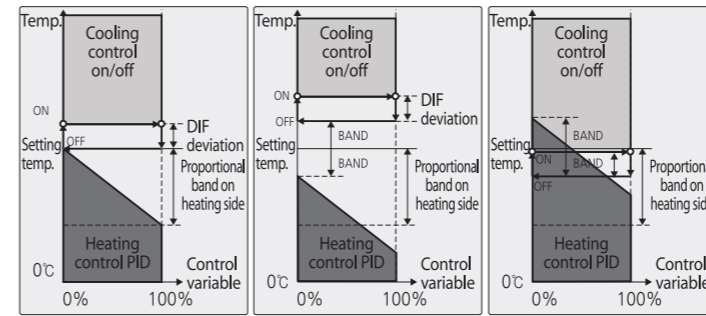 Temp.
Cooling
control
on/off
ON
OFF
DIF
deviation
Setting
temp.
Proportional
band on
heating side
Heating
control PID
0℃
Control
variable
0%
100%
Temp.
Cooling
control
on/off
ON
OFF
DIF
deviation
BAND
Setting
temp.
BAND
Proportional
band on
heating side
Heating
control PID
0℃
Control
variable
0%
100%
Temp.
Cooling
control
on/off
BAND
Setting
temp.
ON
BAND
OFF
Proportion
band on
heating sid
Heating
control PID
0℃
Control
variable
0%
100%